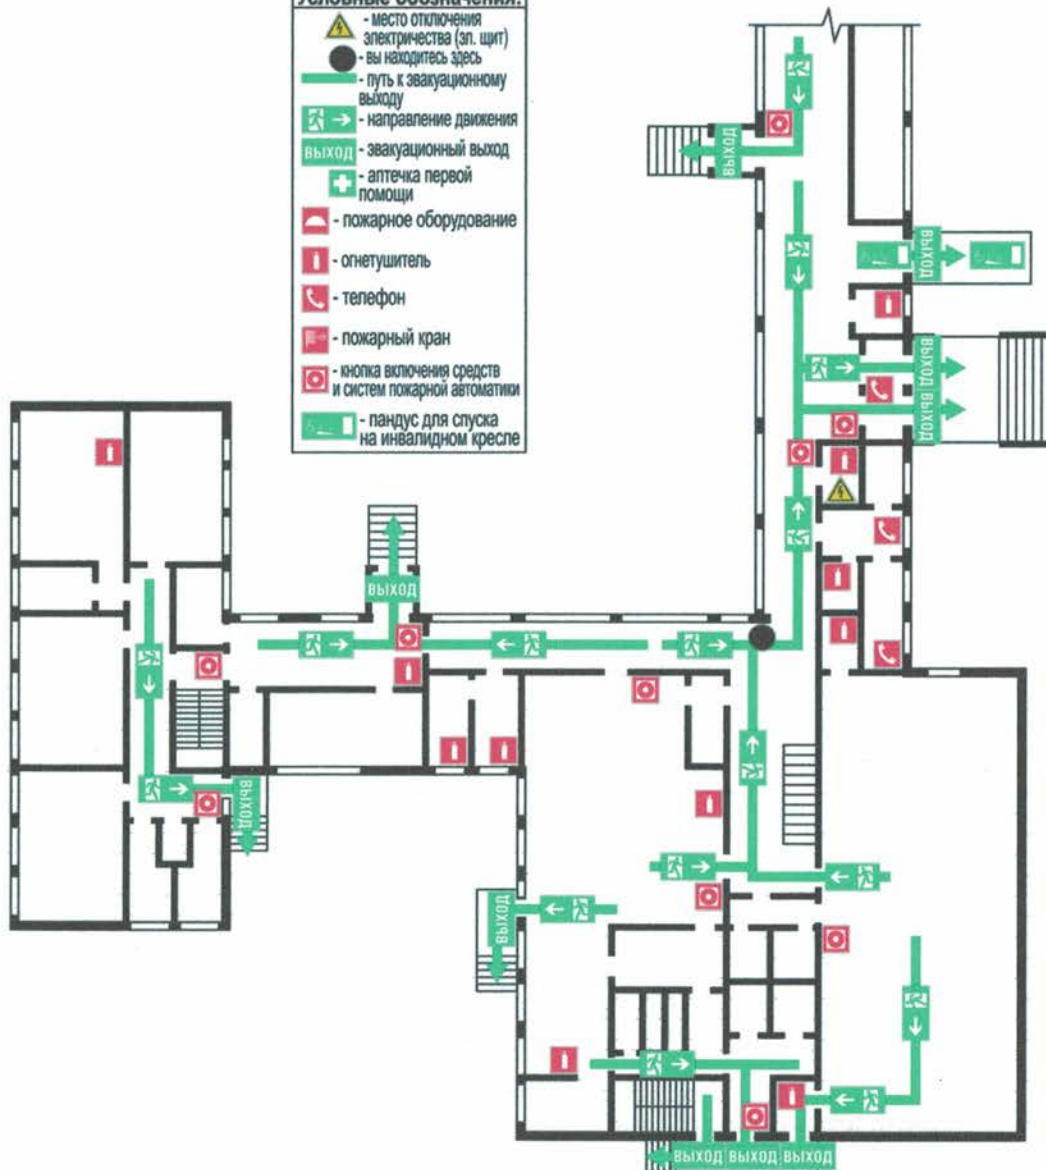 Условные обозначения:
- место отключения
электричества (эл. щит)
- вы находитесь здесь
- путь к эвакуационному
выходу
- направление движения
ВЫХОД - эвакуационный выход
- аптечка первой
помощи
- пожарное оборудование
- огнетушитель
- телефон
- пожарный кран
- кнопка включения средств
и систем пожарной автоматики
- пандус для спуска
на инвалидном кресле
ВЫХОД
ВЫХОД
ВЫХОД
ВЫХОД
ВЫХОД
ВЫХОД
ВЫХОД
ВЫХОД ВЫХОД ВЫХОД